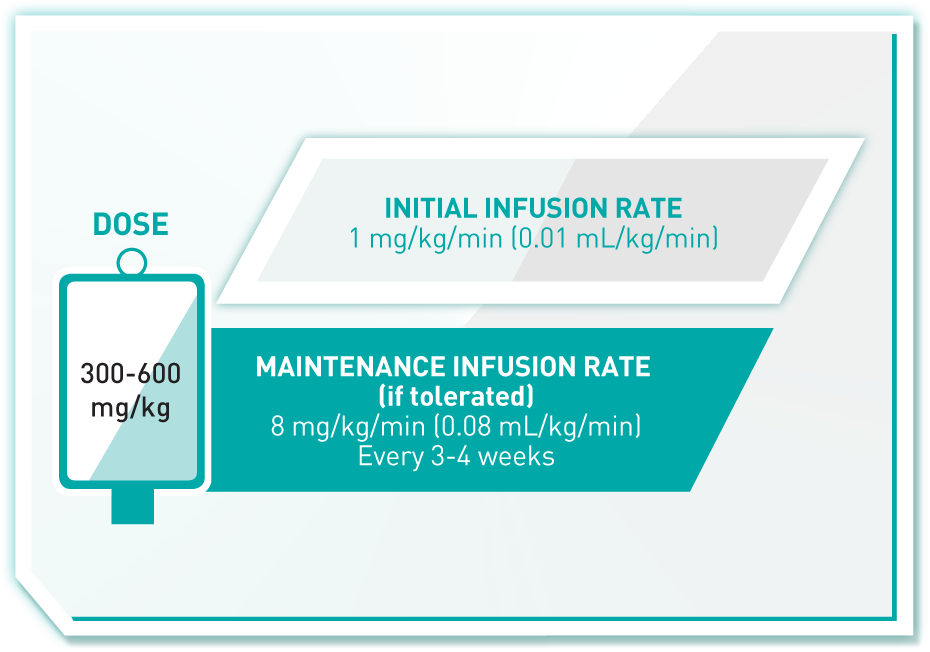 DOSE
300-600
mg/kg
INITIAL INFUSION RATE
1 mg/kg/min (0.01 mL/kg/min)
MAINTENANCE INFUSION RATE
(if tolerated)
8 mg/kg/min (0.08 mL/kg/min)
Every 3-4 weeks